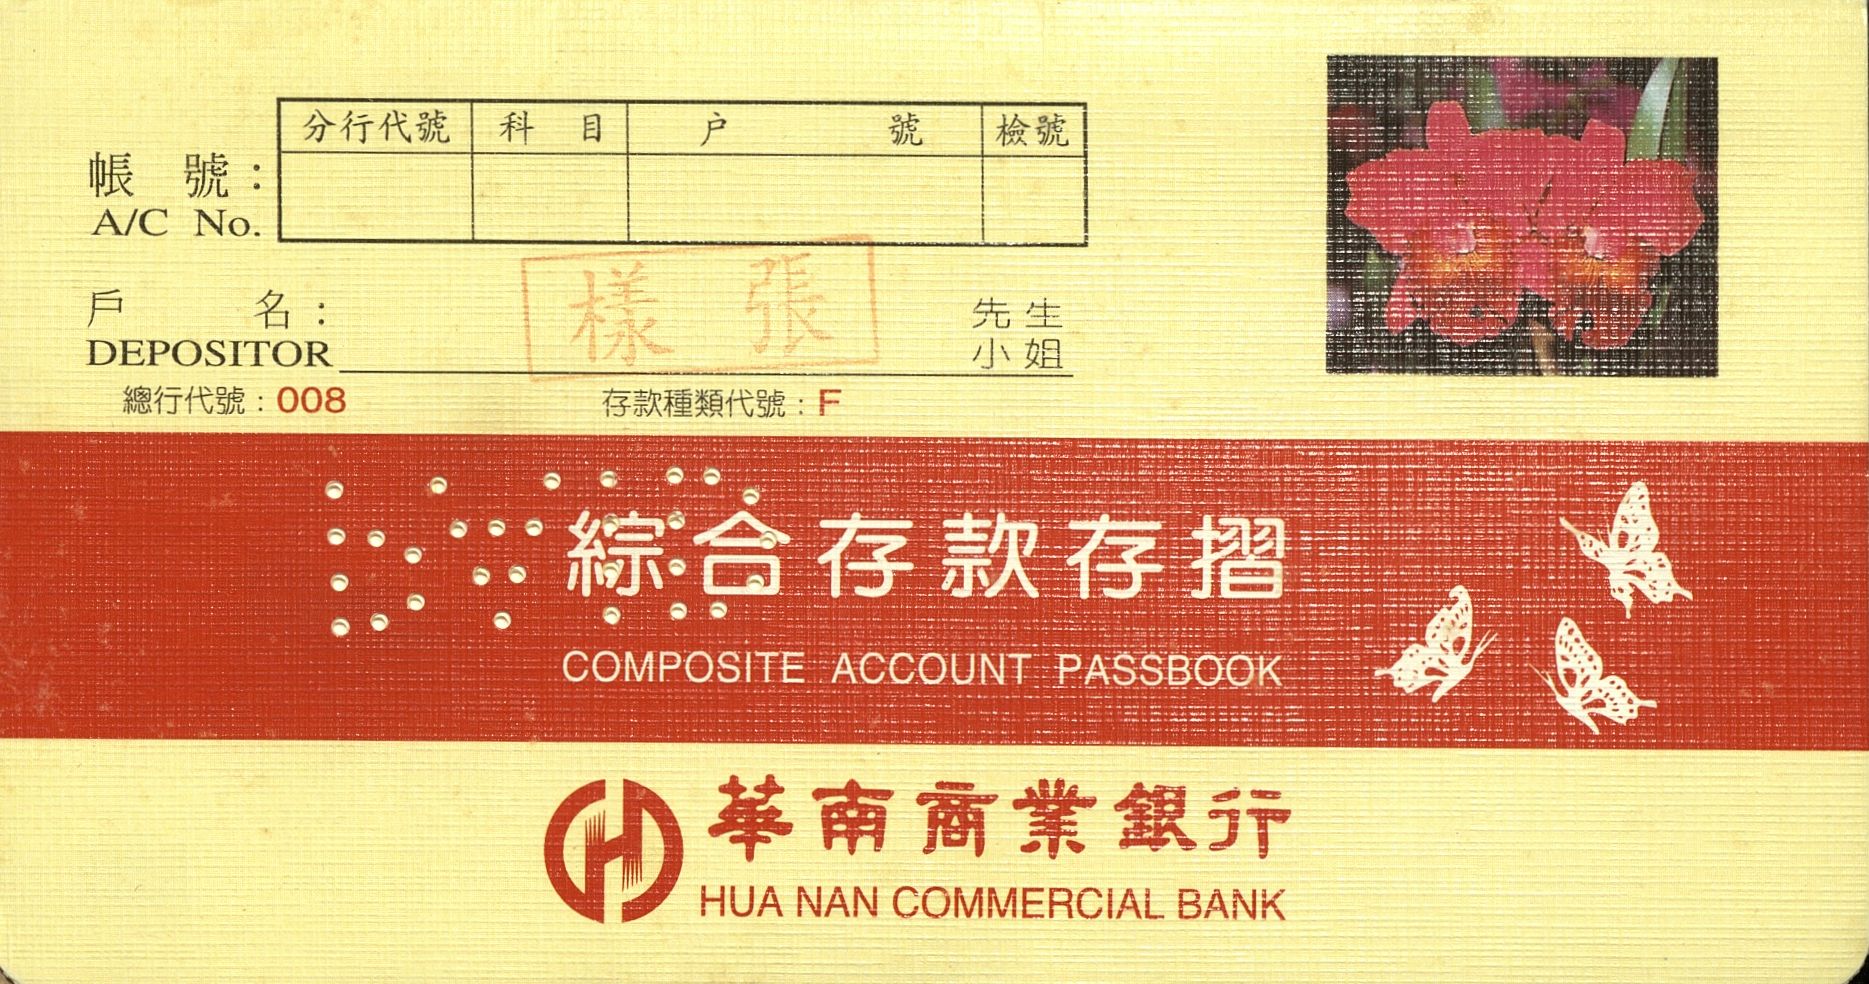 分行代號 科目 户號 檢號
帳號：
A/C No.
樣張
戶名：
先生
小姐
DEPOSITOR
總行代號：008 存款種類代號：F
綜合存款存摺
COMPOSITE ACCOUNT PASSBOOK
華南商業銀行
HUA NAN COMMERCIAL BANK